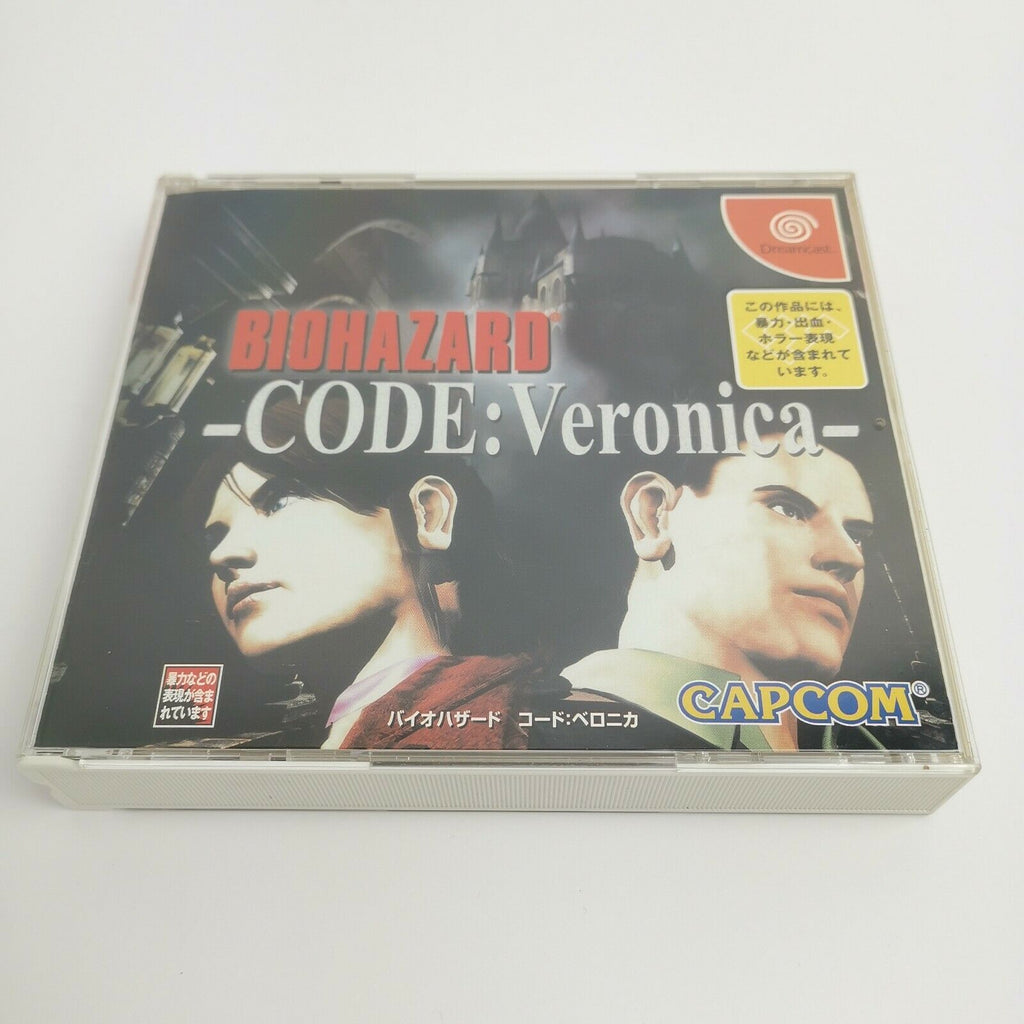 Dreamcast
この作品には、
暴力・出血・
ホラー表現
などが含まれて
います。
BIOHAZARD
-CODE:Veronica-
暴力などの
表現が含ま
れています
バイオハザード コード:ベロニカ
CAPCOM®